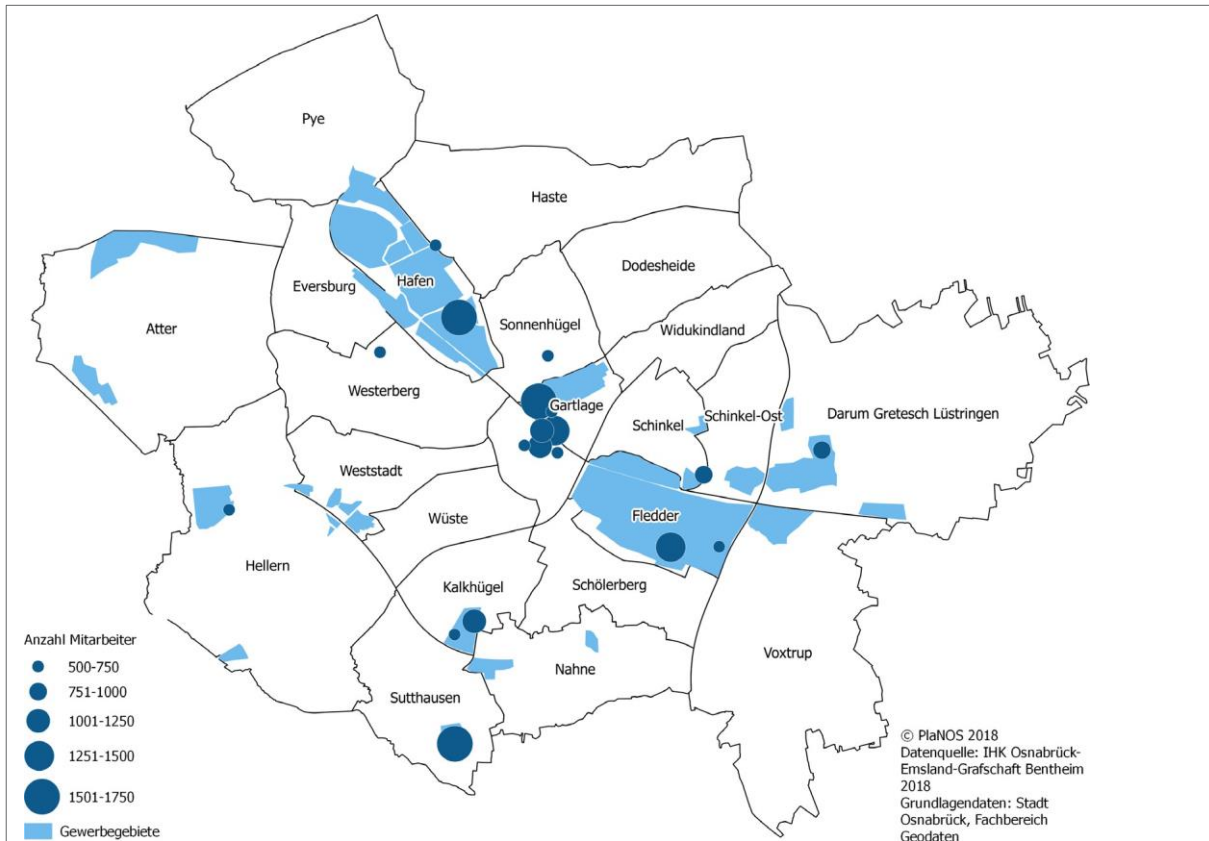 Pye
Haste
Dodesheide
Hafen
Eversburg
Sonnenhügel
Widukindland
Atter
Westerberg
Gartlage
Schinkel
Schinkel-Ost
Darum Gretesch Lüstringen
Weststadt
Wüste
Fledder
Hellern
Kalkhügel
Schölerberg
Voxtrup
Nahne
Sutthausen
Anzahl Mitarbeiter
500-750
751-1000
1001-1250
1251-1500
1501-1750
Gewerbegebiete
© PlaNOS 2018
Datenquelle: IHK Osnabrück-
Emsland-Grafschaft Bentheim
2018
Grundlagendaten: Stadt
Osnabrück, Fachbereich
Geodaten